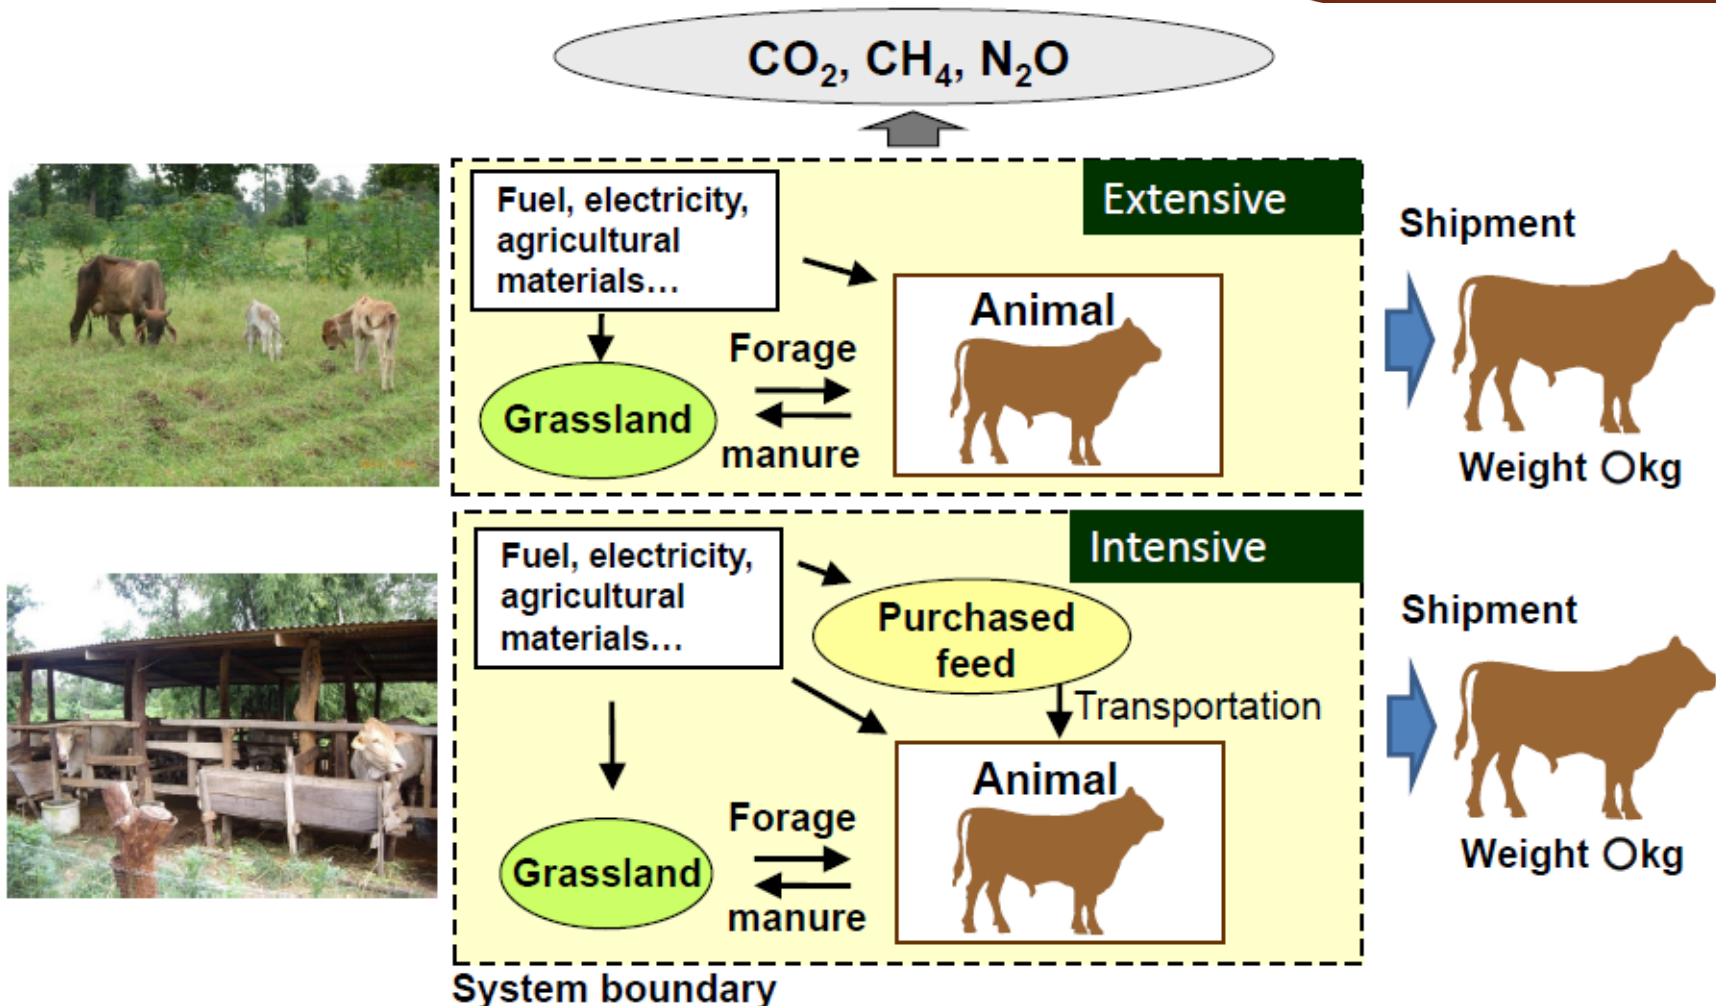 CO₂, CH₄, N₂O
Extensive
Fuel, electricity,
agricultural
materials...
Animal
Forage
Grassland
manure
Shipment
Weight ○kg
Intensive
Fuel, electricity,
agricultural
materials...
Purchased
feed
Transportation
Animal
Forage
Grassland
manure
Shipment
Weight ○kg
System boundary